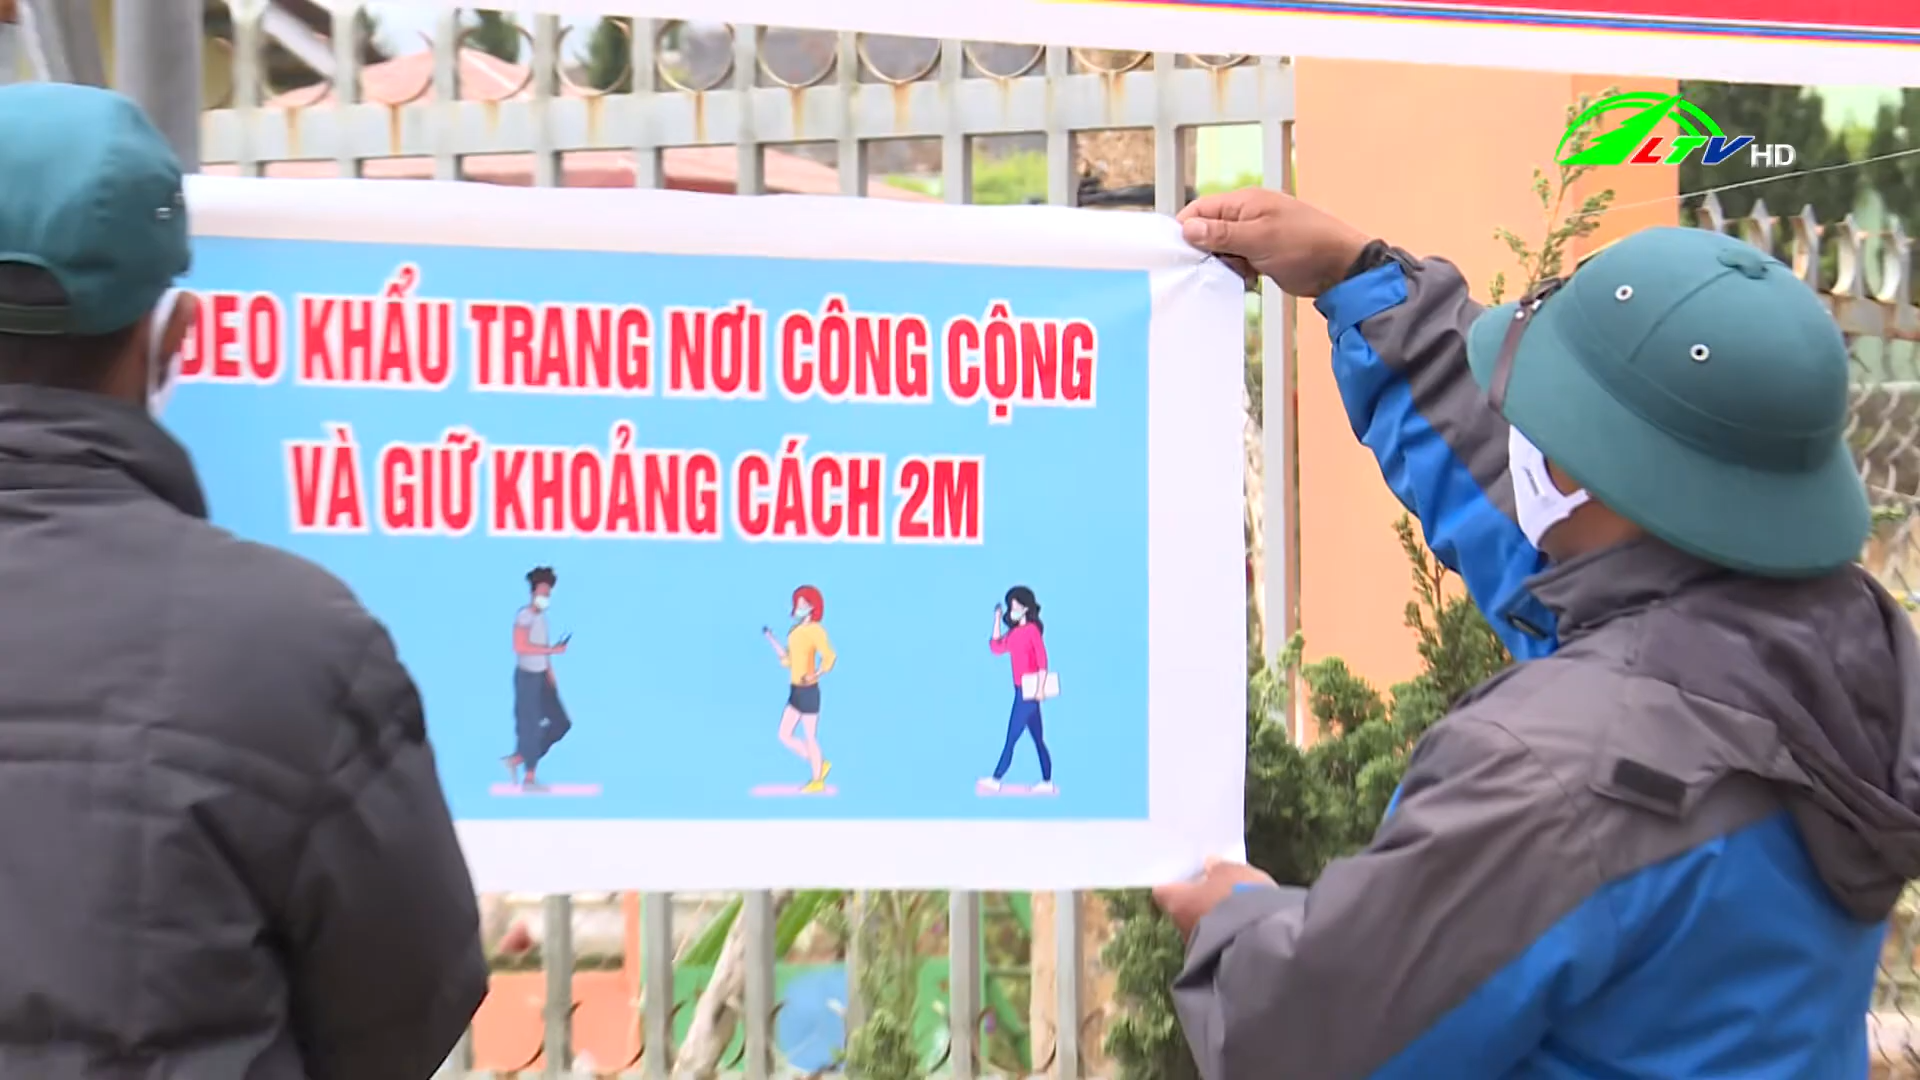 LTV HD
ĐEO KHẨU TRANG NƠI CÔNG CỘNG
VÀ GIỮ KHOẢNG CÁCH 2M